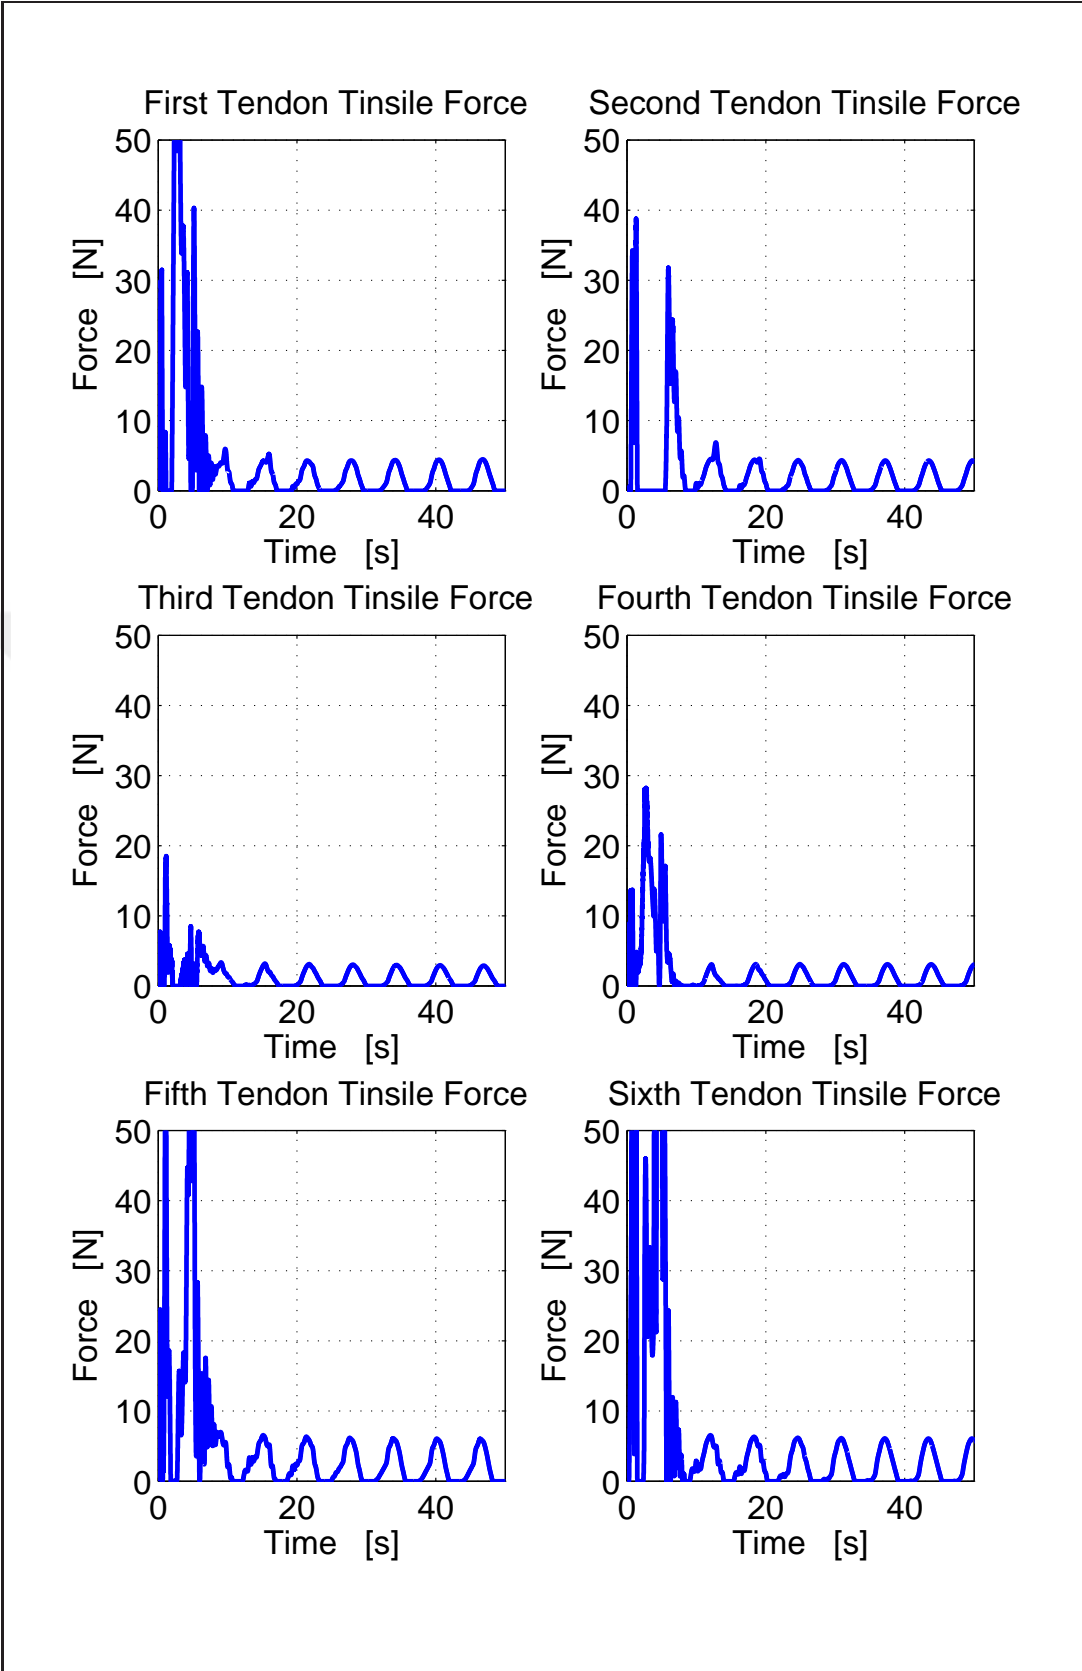 First Tendon Tinsile Force
50
40
30
20
10
0
Force [N]
0 20 40
Time [s]
Second Tendon Tinsile Force
50
40
30
20
10
0
Force [N]
0 20 40
Time [s]
Third Tendon Tinsile Force
50
40
30
20
10
0
Force [N]
0 20 40
Time [s]
Fourth Tendon Tinsile Force
50
40
30
20
10
0
Force [N]
0 20 40
Time [s]
Fifth Tendon Tinsile Force
50
40
30
20
10
0
Force [N]
0 20 40
Time [s]
Sixth Tendon Tinsile Force
50
40
30
20
10
0
Force [N]
0 20 40
Time [s]